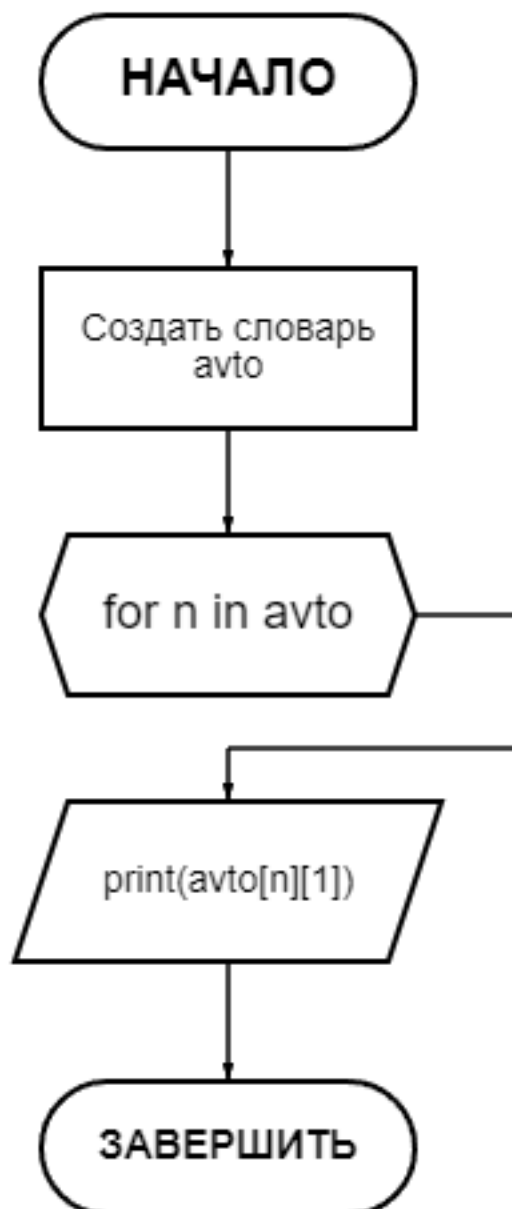 НАЧАЛО
Создать словарь
avto
for n in avto
print(avto[n][1])
ЗАВЕРШИТЬ